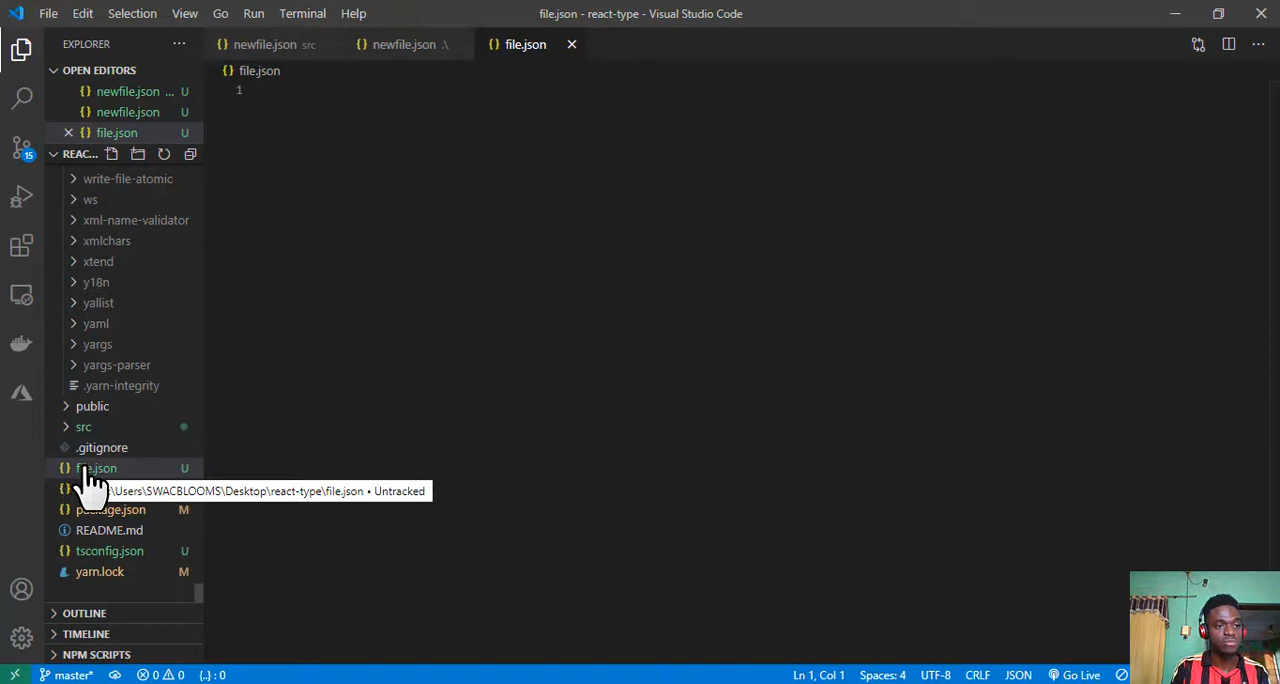 File Edit Selection View Go Run Terminal Help
file.json - react-type - Visual Studio Code
EXPLORER
newfile.json src
newfile.json .\
file.json
OPEN EDITORS
newfile.json ... U
newfile.json U
file.json U
file.json
1
REAC...
write-file-atomic
ws
xml-name-validator
xmlchars
xtend
y18n
yallist
yaml
yargs
yargs-parser
.yarn-integrity
public
src
.gitignore
file.json U
\Users\SWACBLOOMS\Desktop\react-type\file.json • Untracked
package.json M
README.md
tsconfig.json U
yarn.lock M
OUTLINE
TIMELINE
NPM SCRIPTS
15
master* 0 0 {..} : 0
Ln 1, Col 1 Spaces: 4 UTF-8 CRLF JSON Go Live